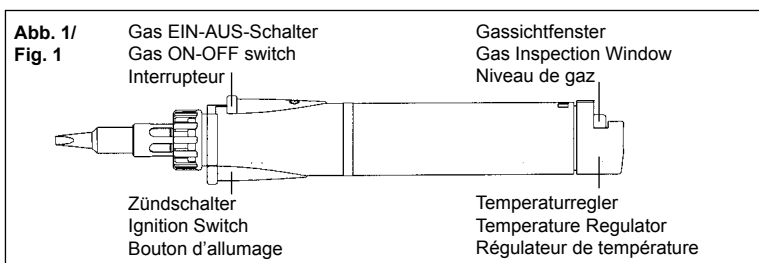 Abb. 1/
Fig. 1
Gas EIN-AUS-Schalter
Gas ON-OFF switch
Interrupteur
Gassichtfenster
Gas Inspection Window
Niveau de gaz
Zündschalter
Ignition Switch
Bouton d'allumage
Temperaturregler
Temperature Regulator
Régulateur de température